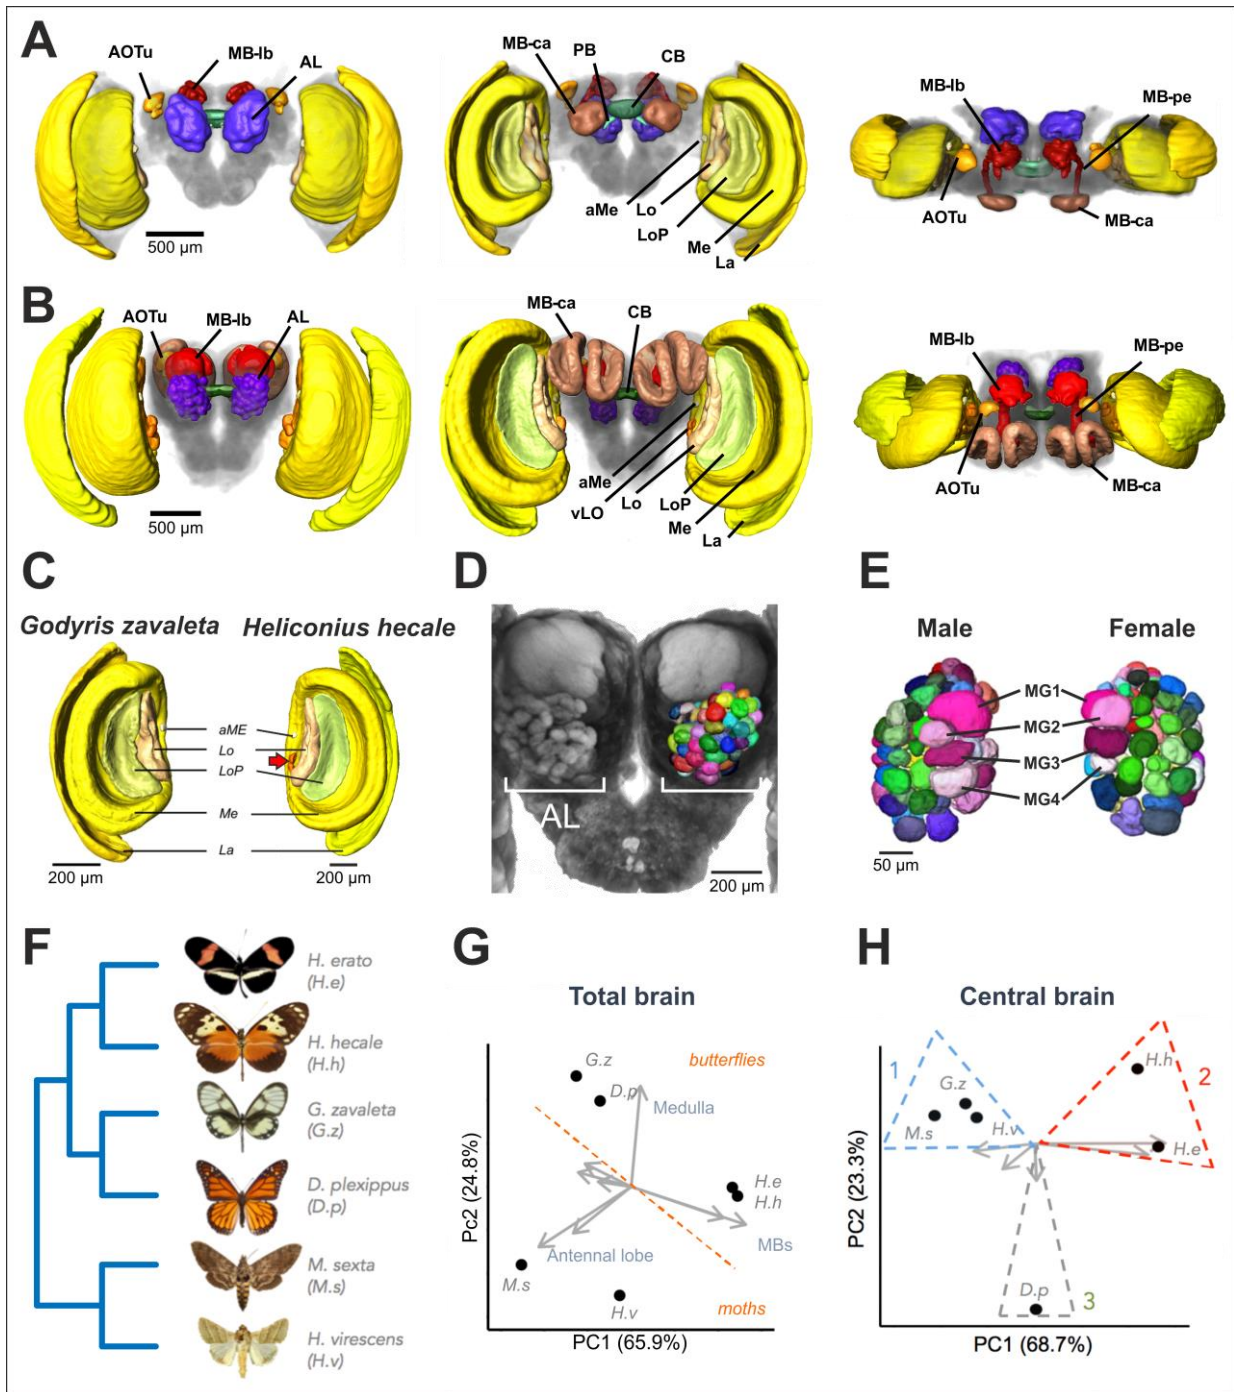 A
AOTu
MB-lb
AL
500 µm
MB-ca
PB
CB
aMe
Lo
LoP
Me
La
MB-lb
MB-pe
AOTu
MB-ca
B
AOTu
MB-lb
AL
500 µm
MB-ca
CB
aMe
vLO
Lo
LoP
Me
La
MB-lb
MB-pe
AOTu
MB-ca
C
Godyris zavaleta
Heliconius hecale
aME
Lo
LoP
Me
La
200 µm
200 µm
D
AL
200 µm
E
Male
Female
MG1
MG2
MG3
MG4
50 µm
F
H. erato
(H.e)
H. hecale
(H.h)
G. zavaleta
(G.z)
D. plexippus
(D.p)
M. sexta
(M.s)
H. virescens
(H.v)
G
Total brain
G.z
butterflies
D.p
Medulla
H.e
H.h
MBs
Antennal lobe
M.s
H.v
moths
Pc2 (24.8%)
PC1 (65.9%)
H
Central brain
1
G.z
M.s
H.v
H.h
2
H.e
D.p
3
PC2 (23.3%)
PC1 (68.7%)